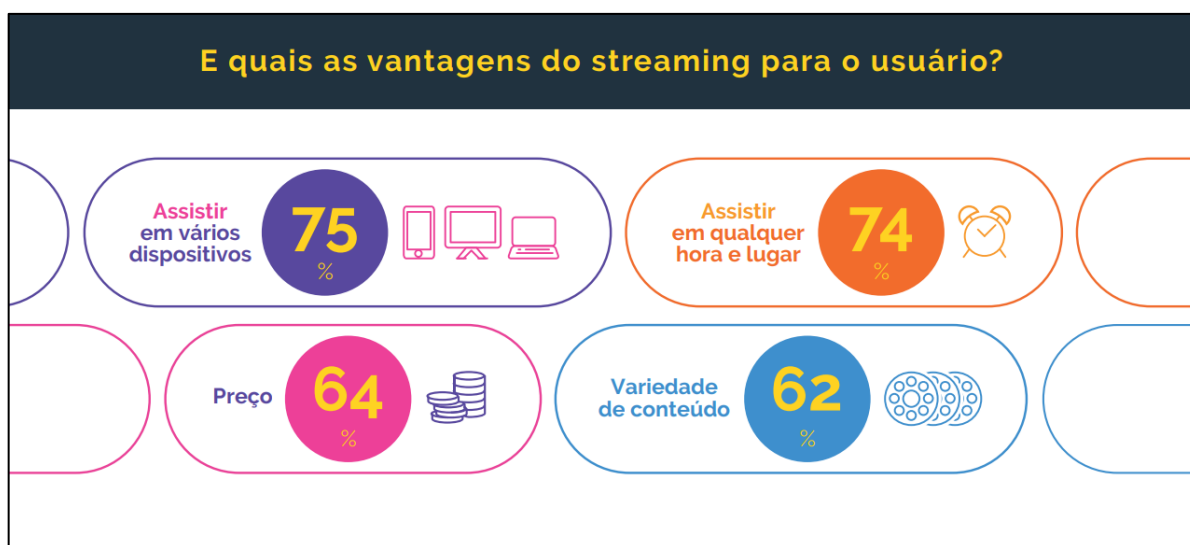 E quais as vantagens do streaming para o usuário?
Assistir
em vários
dispositivos
75
%
Assistir
em qualquer
hora e lugar
74
%
Preço
64
%
Variedade
de conteúdo
62
%